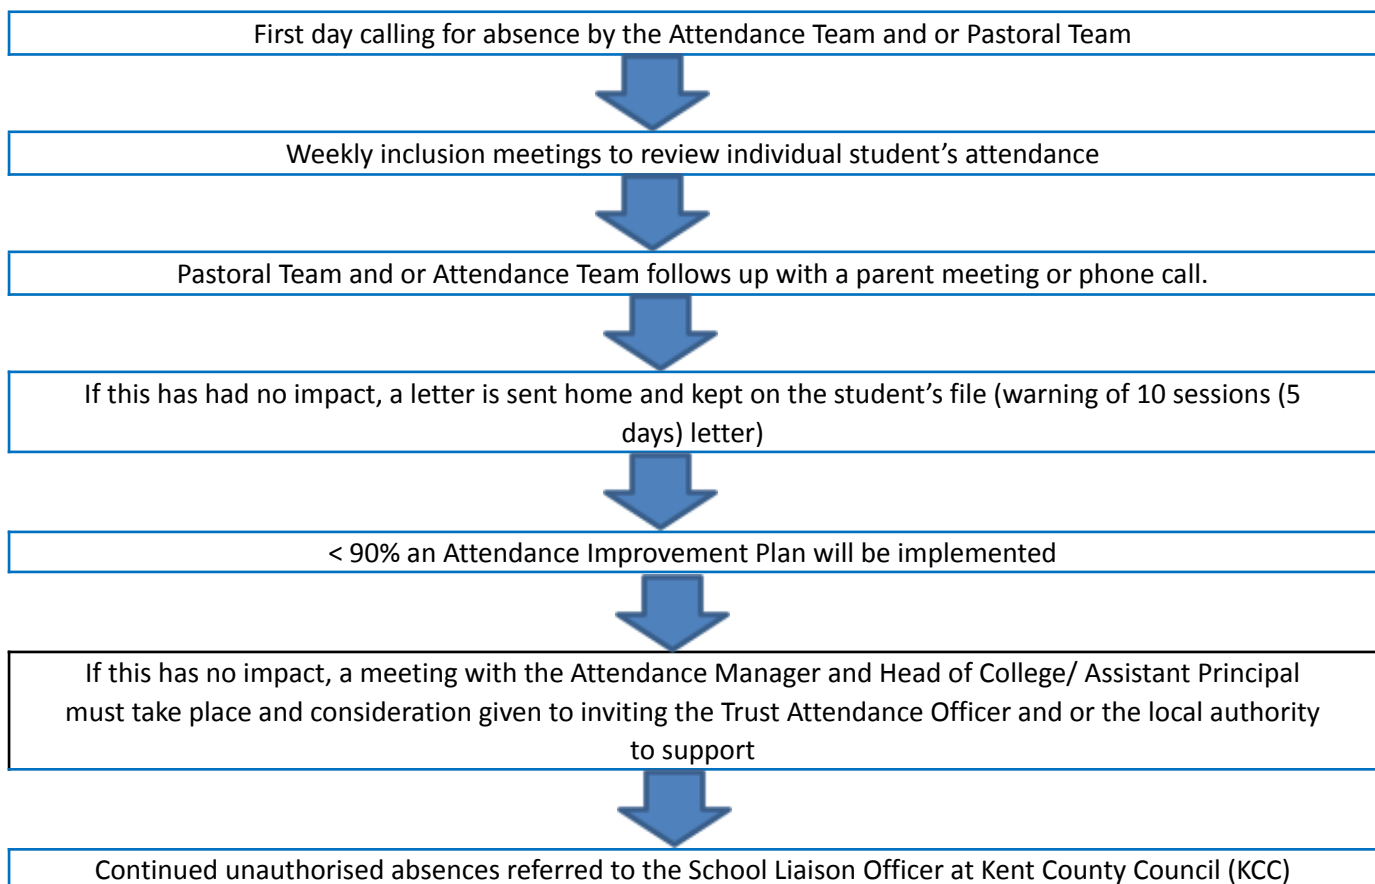 First day calling for absence by the Attendance Team and or Pastoral Team
Weekly inclusion meetings to review individual student’s attendance
Pastoral Team and or Attendance Team follows up with a parent meeting or phone call.
If this has had no impact, a letter is sent home and kept on the student’s file (warning of 10 sessions (5
days) letter)
< 90% an Attendance Improvement Plan will be implemented
If this has no impact, a meeting with the Attendance Manager and Head of College/ Assistant Principal
must take place and consideration given to inviting the Trust Attendance Officer and or the local authority
to support
Continued unauthorised absences referred to the School Liaison Officer at Kent County Council (KCC)